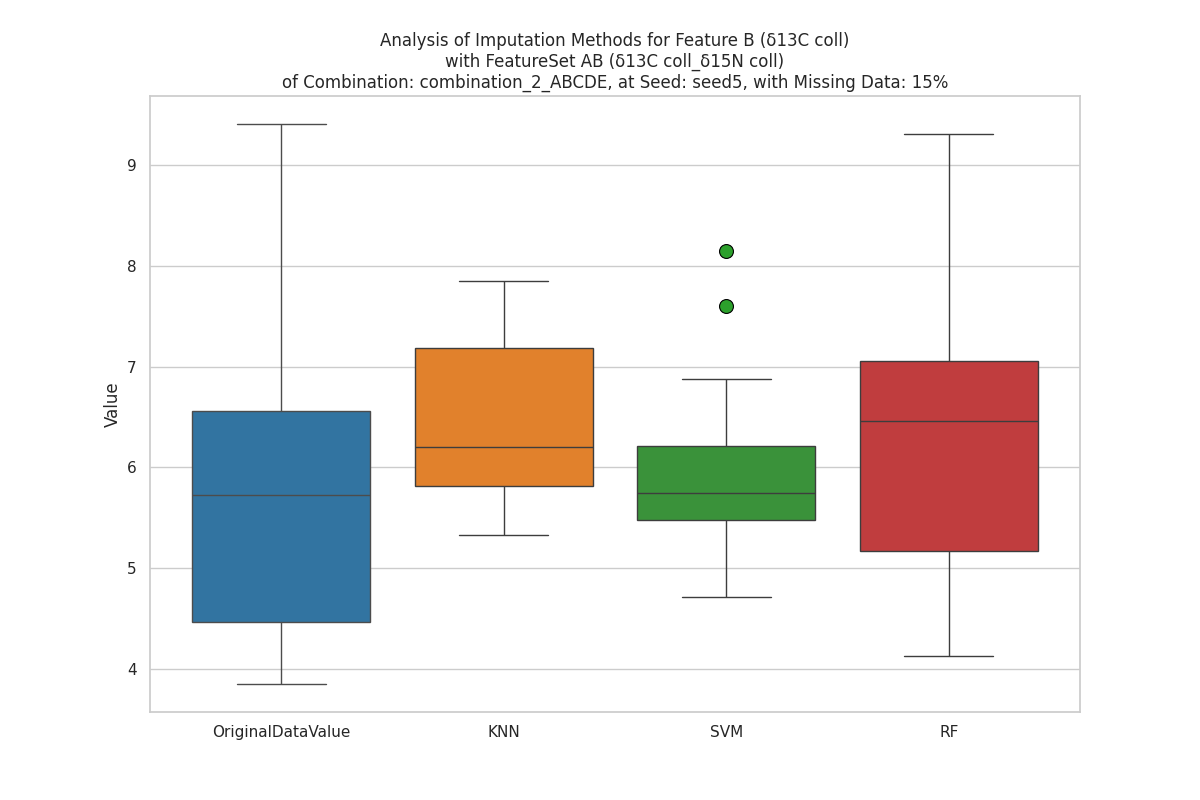 Analysis of Imputation Methods for Feature B (δ13C coll)
with FeatureSet AB (δ13C coll_δ15N coll)
of Combination: combination_2_ABCDE, at Seed: seed5, with Missing Data: 15%
9
8
7
6
5
4
Value
OriginalDataValue KNN SVM RF